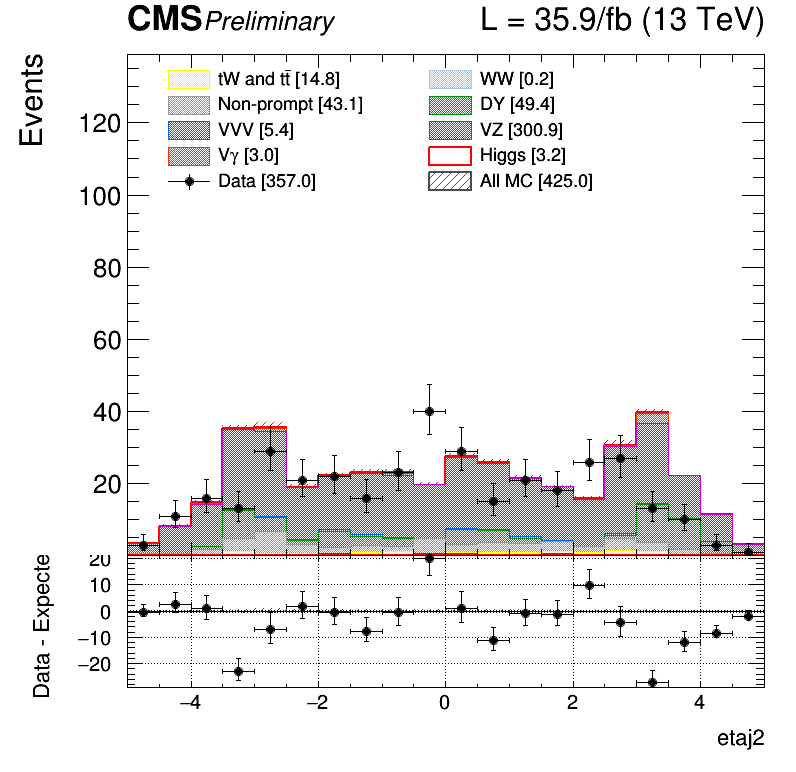 CMS Preliminary L = 35.9/fb (13 TeV)
Events
tW and tt̄ [14.8] WW [0.2]
Non-prompt [43.1] DY [49.4]
VVV [5.4] VZ [300.9]
Vγ [3.0] Higgs [3.2]
Data [357.0] All MC [425.0]
120
100
80
60
40
20
Data - Expecte
20
10
0
−10
−20
−4 −2 0 2 4
etaj2